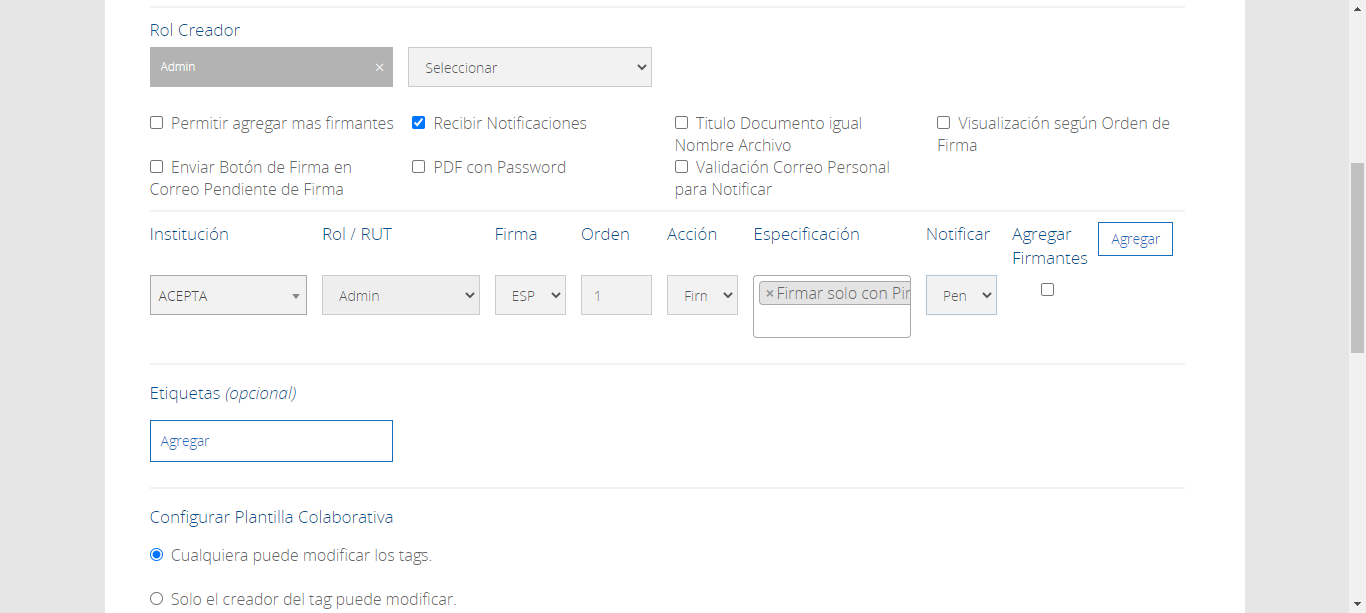 Rol Creador
Admin ×
Seleccionar
Permitir agregar mas firmantes
Recibir Notificaciones
Titulo Documento igual
Nombre Archivo
Visualización según Orden de
Firma
Enviar Botón de Firma en
Correo Pendiente de Firma
PDF con Password
Validación Correo Personal
para Notificar
Institución
Rol / RUT
Firma
Orden
Acción
Especificación
Notificar
Agregar
Firmantes
Agregar
ACEPTA
Admin
ESP
1
Firn
× Firmar solo con Pir
Pen
Etiquetas (opcional)
Agregar
Configurar Plantilla Colaborativa
Cualquiera puede modificar los tags.
Solo el creador del tag puede modificar.